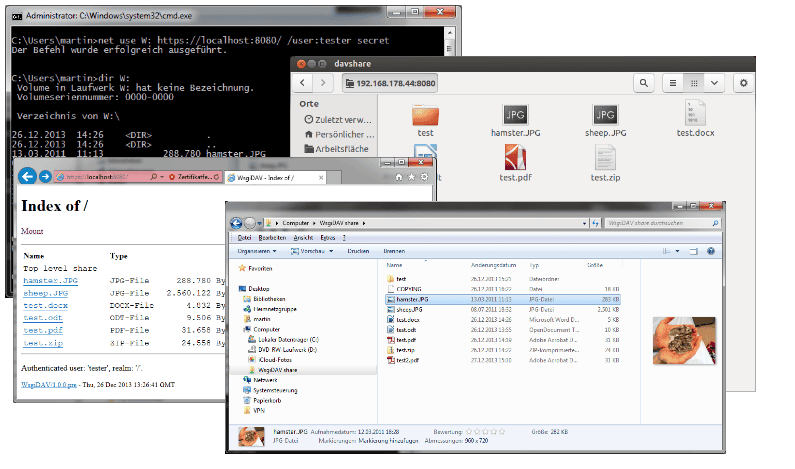 Administrator: C:\Windows\system32\cmd.exe
C:\Users\martin>net use W: https://localhost:8080/ /user:tester secret
Der Befehl wurde erfolgreich ausgeführt.
C:\Users\martin>dir W:
Volume in Laufwerk W: hat keine Bezeichnung.
Volumeseriennummer: 0000-0000
Verzeichnis von W:\
26.12.2013 14:26 <DIR> .
26.12.2013 14:26 <DIR> ..
13.03.2011 11:13 288.780 hamster.JPG
davshare
192.168.178.44:8080
Orte
Zuletzt verw...
Persönlicher ...
Arbeitsfläche
test
hamster.JPG
sheep.JPG
test.docx
test.pdf
test.zip
https://localhost:8080/
Zertifikatfe...
WsgiDAV - Index of /
Index of /
Mount
Name Type
Top level share
hamster.JPG JPG-File 288.780 By
sheep.JPG JPG-File 2.560.122 By
test.docx DOCX-File 4.832 By
test.odt ODT-File 9.506 By
test.pdf PDF-File 31.658 By
test.zip ZIP-File 24.558 By
Authenticated user: 'tester', realm: '/'.
WsgiDAV/1.0.0.pre - Thu, 26 Dec 2013 13:26:41 GMT
Computer WsgiDAV share
WsgiDAV share durchsuchen
Datei Bearbeiten Ansicht Extras ?
Organisieren Vorschau Drucken Brennen
Favoriten
Desktop
Bibliotheken
Heimnetzgruppe
martin
Computer
Lokaler Datenträger (C:)
DVD-RW-Laufwerk (D:)
iCloud-Fotos
WsgiDAV share
Netzwerk
Systemsteuerung
Papierkorb
VPN
Name Änderungsdatum Typ Größe
test 26.12.2013 15:21 Dateiordner
COPYING 26.12.2013 16:22 Datei 18 KB
hamster.JPG 13.03.2011 11:13 JPG-Datei 283 KB
sheep.JPG 08.07.2011 18:32 JPG-Datei 2.501 KB
test.docx 26.12.2013 14:26 Microsoft Word D... 5 KB
test.odt 26.12.2013 13:55 OpenDocument T... 10 KB
test.pdf 26.12.2013 14:19 Adobe Acrobat D... 31 KB
test.zip 26.12.2013 14:22 ZIP-komprimierte... 24 KB
test2.pdf 27.12.2013 15:10 Adobe Acrobat D... 31 KB
hamster.JPG Aufnahmedatum: 12.03.2011 18:28 Bewertung: Größe: 282 KB
JPG-Datei Markierungen: Markierung hinzufügen Abmessungen: 960 x 720